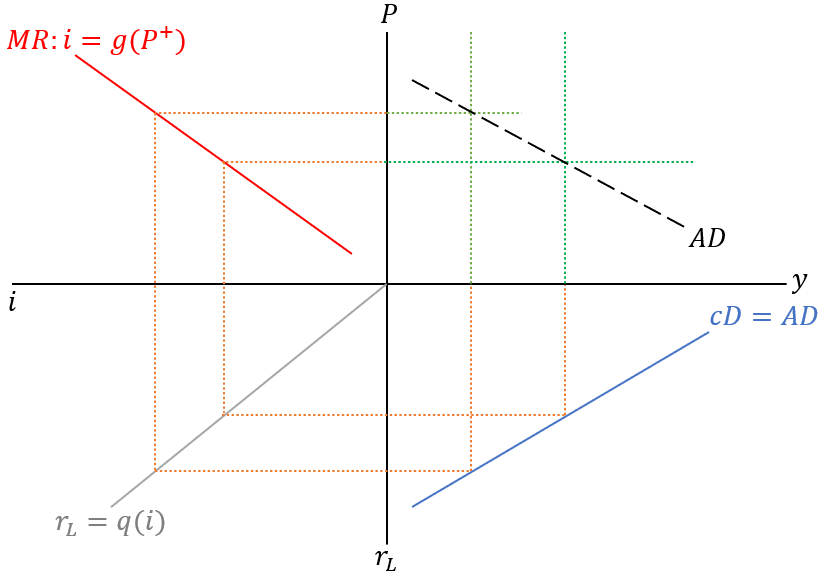 P
MR: i = g(P⁺)
AD
i
y
cD = AD
r_L = q(i)
r_L